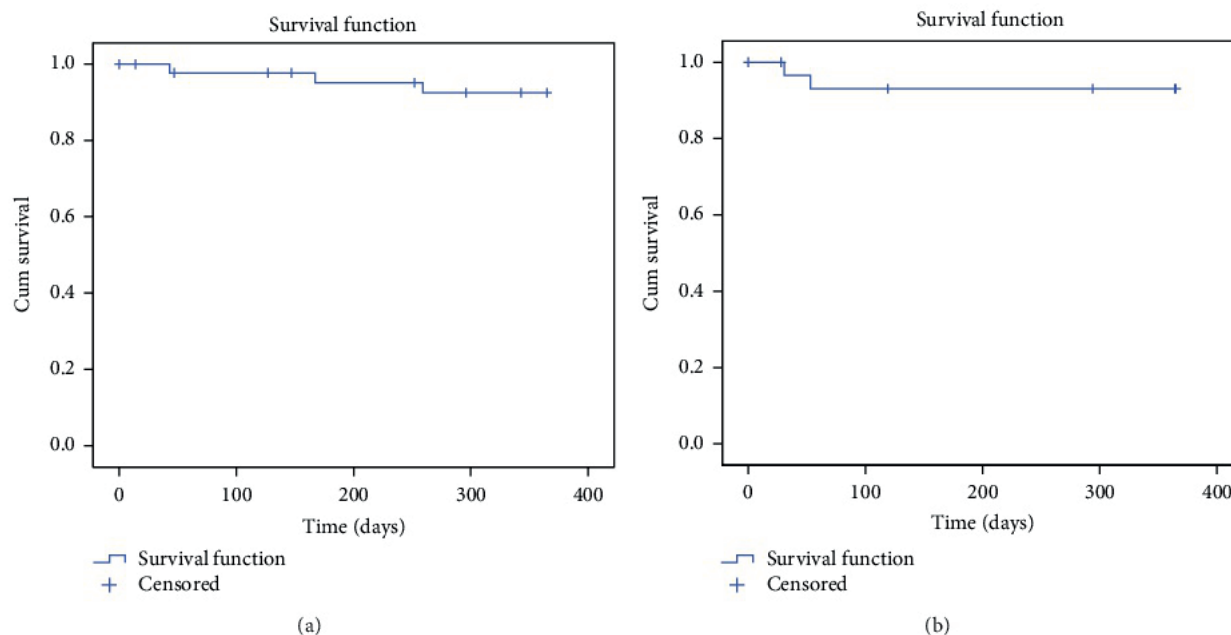 Survival function
1.0
0.8
0.6
0.4
0.2
0.0
Cum survival
0 100 200 300 400
Time (days)
Survival function
Censored
(a)
Survival function
1.0
0.8
0.6
0.4
0.2
0.0
Cum survival
0 100 200 300 400
Time (days)
Survival function
Censored
(b)